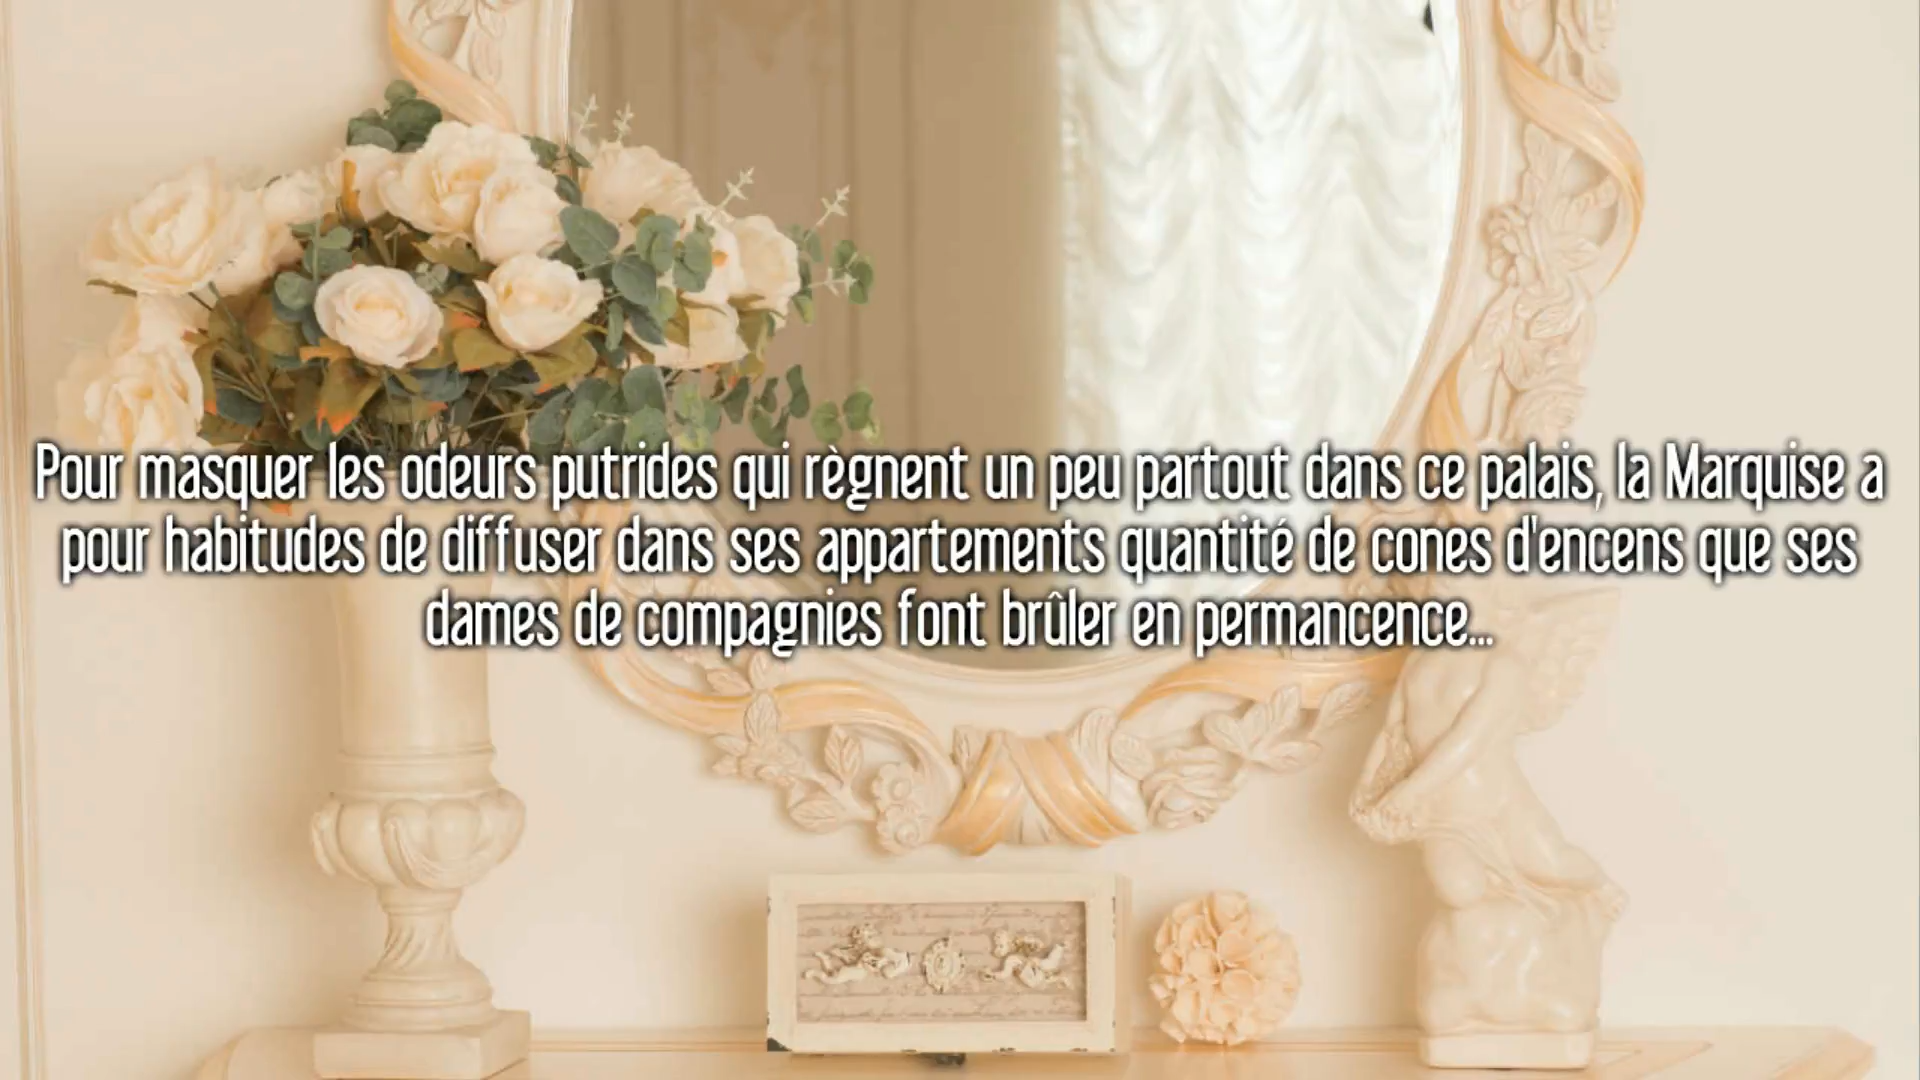 Pour masquer les odeurs putrides qui règnent un peu partout dans ce palais, la Marquise a
pour habitudes de diffuser dans ses appartements quantité de cones d'encens que ses
dames de compagnies font brûler en permancence...